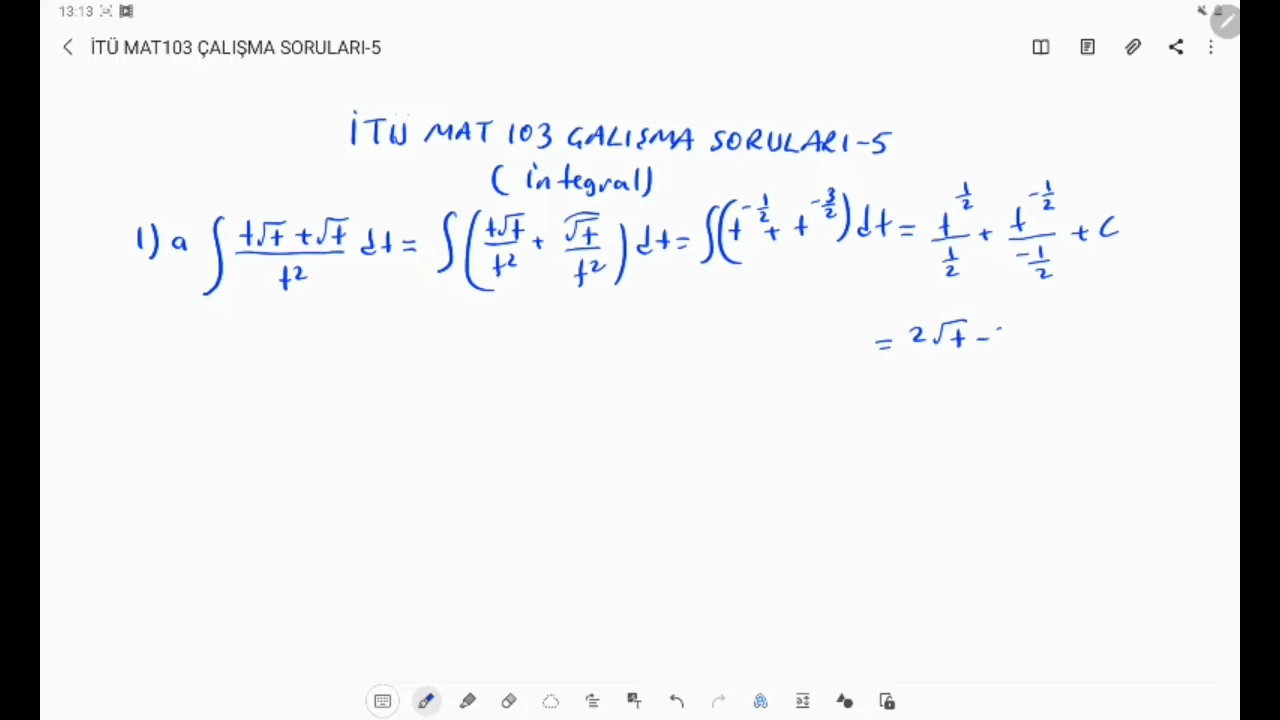 13:13
İTÜ MAT103 ÇALIŞMA SORULARI-5
İTÜ MAT 103 ÇALIŞMA SORULARI-5
(integral)
1) a ∫ (t√t + √t)/t² dt = ∫ (t√t/t² + √t/t²) dt = ∫ (t^(-1/2) + t^(-3/2)) dt = t^(1/2)/(1/2) + t^(-1/2)/(-1/2) + C
= 2√t -